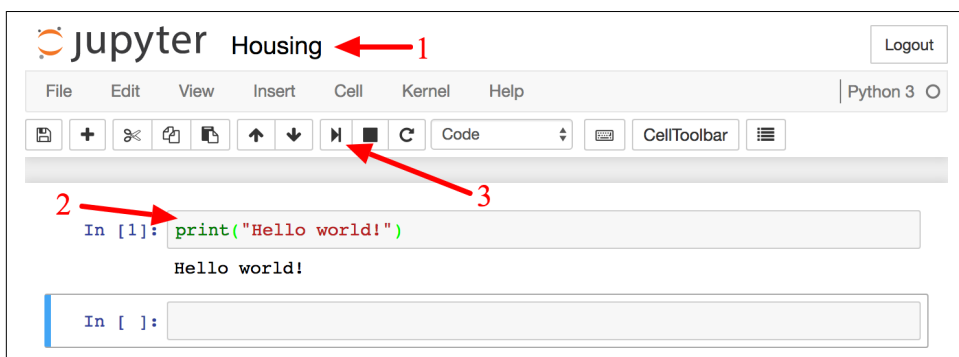 jupyter Housing 1 Logout
File Edit View Insert Cell Kernel Help Python 3
Code CellToolbar
3
2
In [1]: print("Hello world!")
Hello world!
In [ ]: